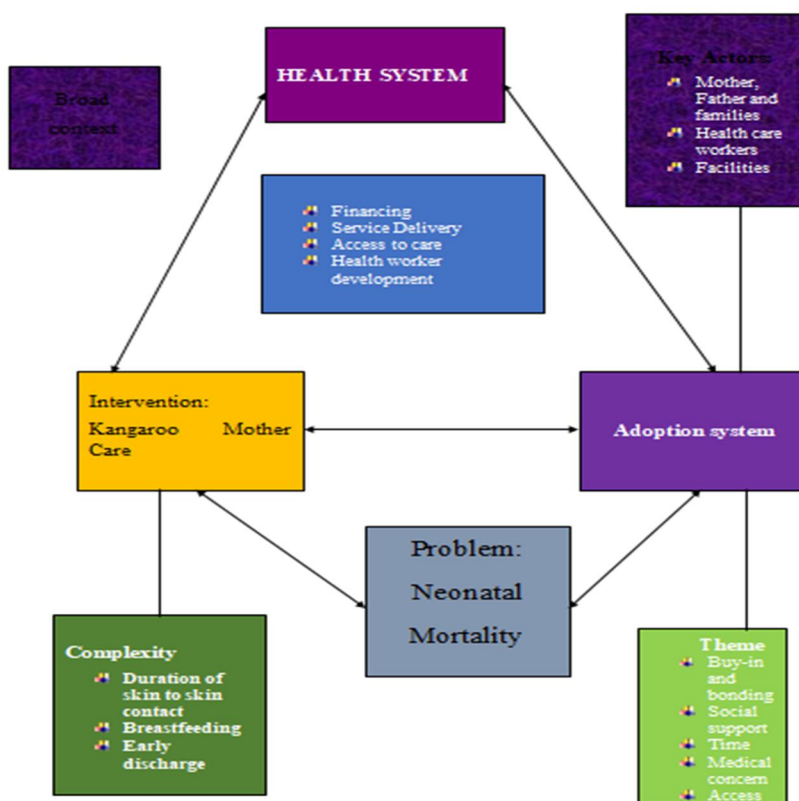 HEALTH SYSTEM
Broad
context
Key Actors:
Mother,
Father and
families
Health care
workers
Facilities
Financing
Service Delivery
Access to care
Health worker
development
Intervention:
Kangaroo Mother
Care
Adoption system
Problem:
Neonatal
Mortality
Complexity
Duration of
skin to skin
contact
Breastfeeding
Early
discharge
Theme
Buy-in
and
bonding
Social
support
Time
Medical
concern
Access